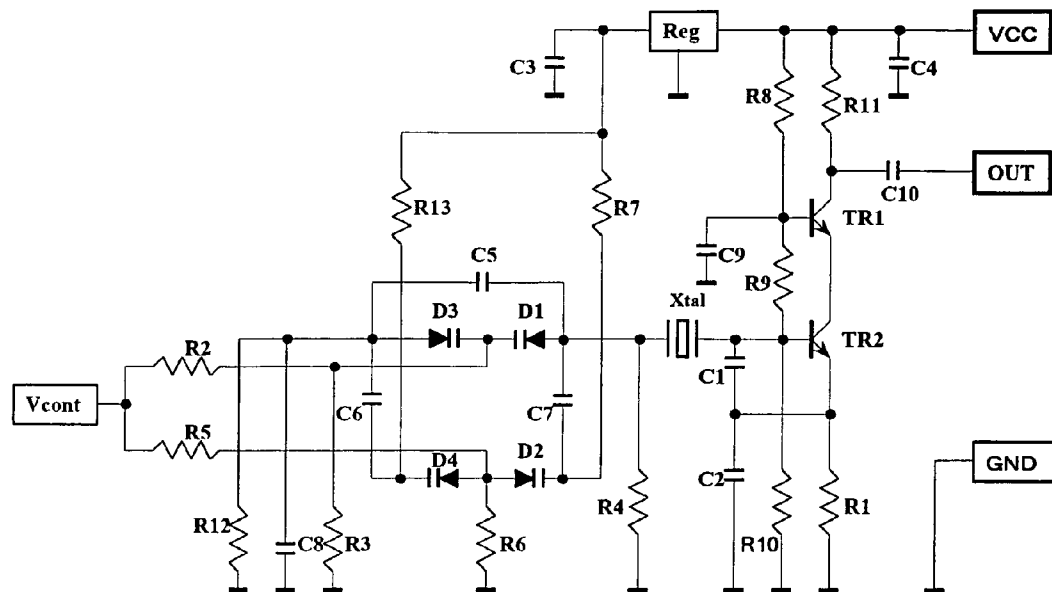 Reg
VCC
C3
C4
R8
R11
OUT
C10
R13
R7
TR1
C5
C9
R9
Xtal
D3
D1
TR2
R2
C1
Vcont
C6
C7
R5
D2
D4
C2
GND
R12
C8
R3
R6
R4
R10
R1